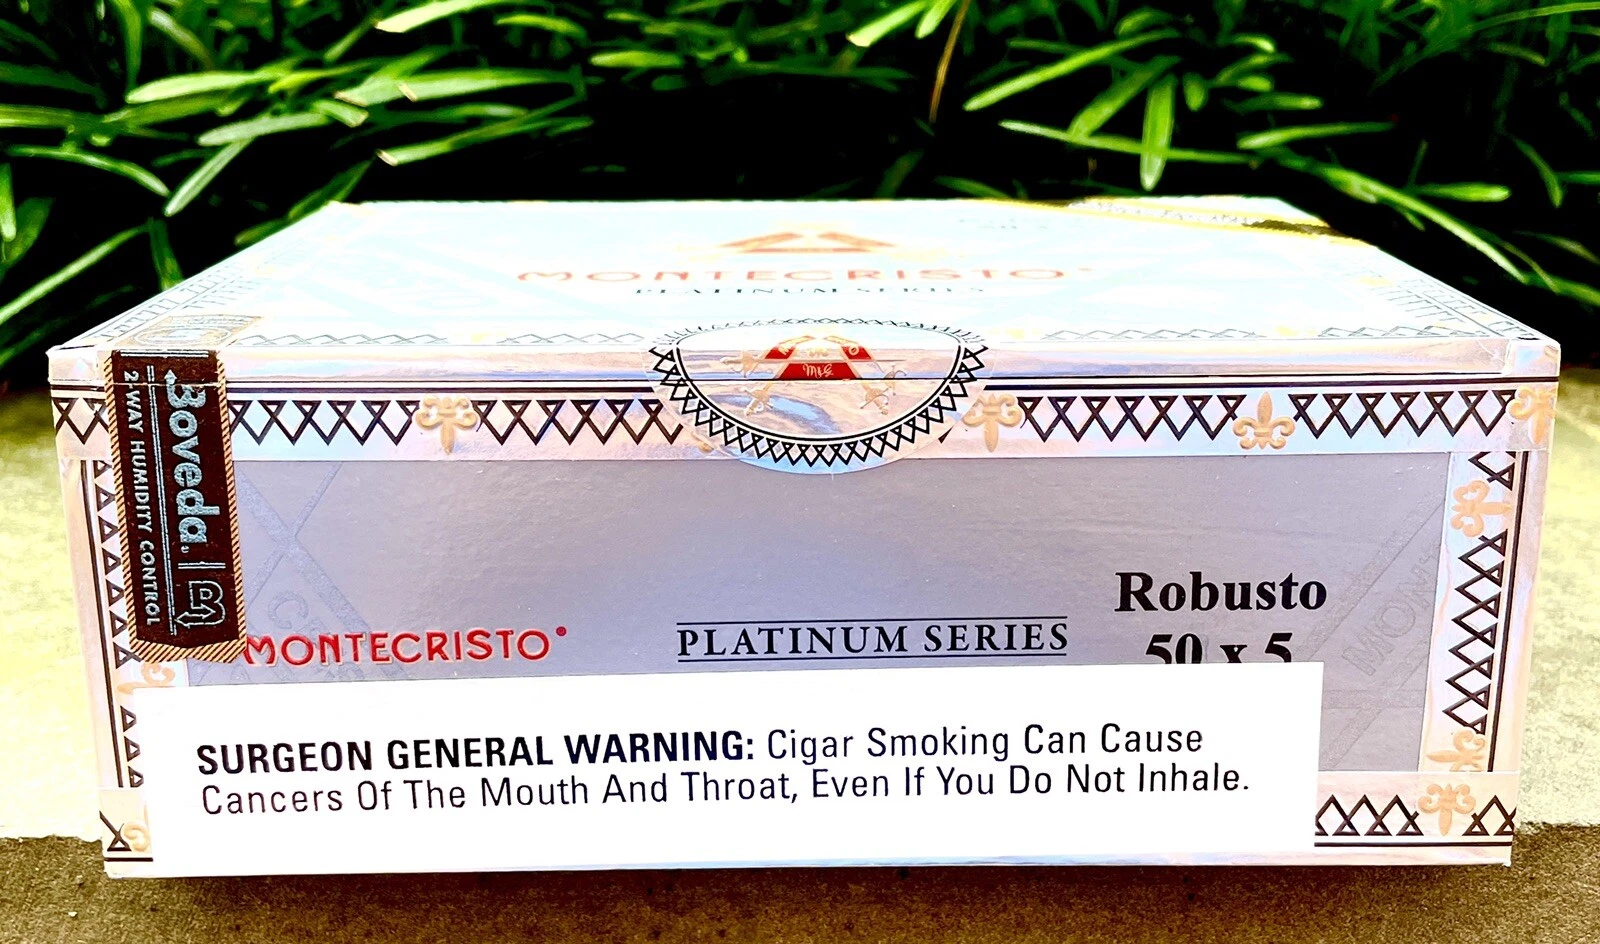 MONTECRISTO
PLATINUM SERIES
Boveda
2-WAY HUMIDITY CONTROL
B
MONTECRISTO
PLATINUM SERIES
Robusto
50 x 5
SURGEON GENERAL WARNING: Cigar Smoking Can Cause
Cancers Of The Mouth And Throat, Even If You Do Not Inhale.